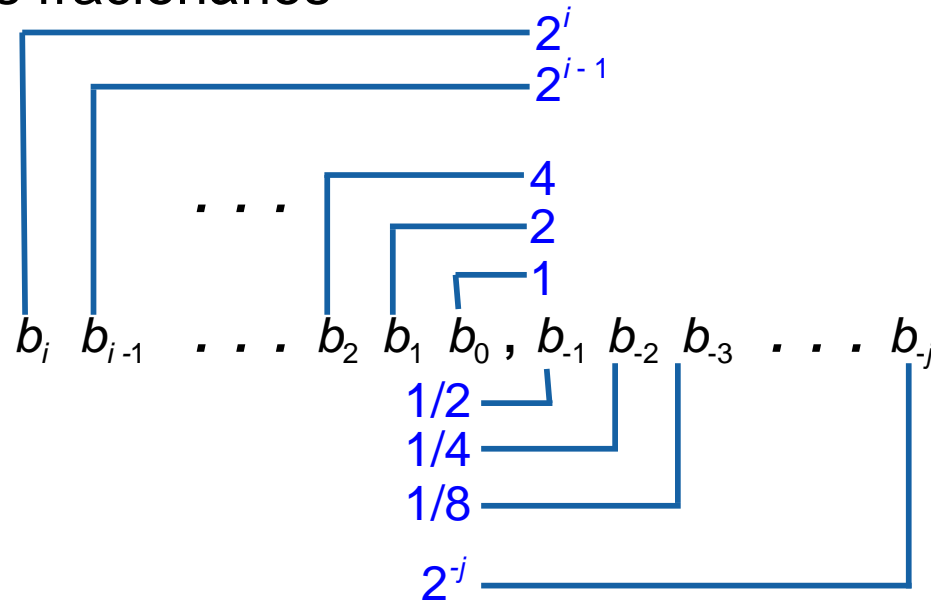 fracionários
2^i
2^{i - 1}
4
. . .
2
1
b_i b_{i -1} . . . b_2 b_1 b_0 , b_{-1} b_{-2} b_{-3} . . . b_{-j}
1/2
1/4
1/8
2^{-j}